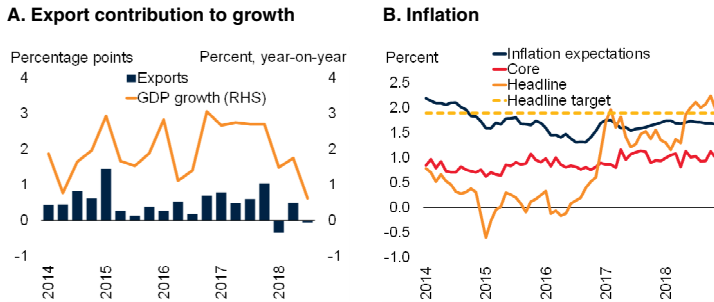 A. Export contribution to growth
Percentage points
Percent, year-on-year
Exports
GDP growth (RHS)
4
3
2
1
0
-1
4
3
2
1
0
-1
2014
2015
2016
2017
2018
B. Inflation
Percent
Inflation expectations
Core
Headline
Headline target
2.5
2.0
1.5
1.0
0.5
0.0
-0.5
-1.0
2014
2015
2016
2017
2018